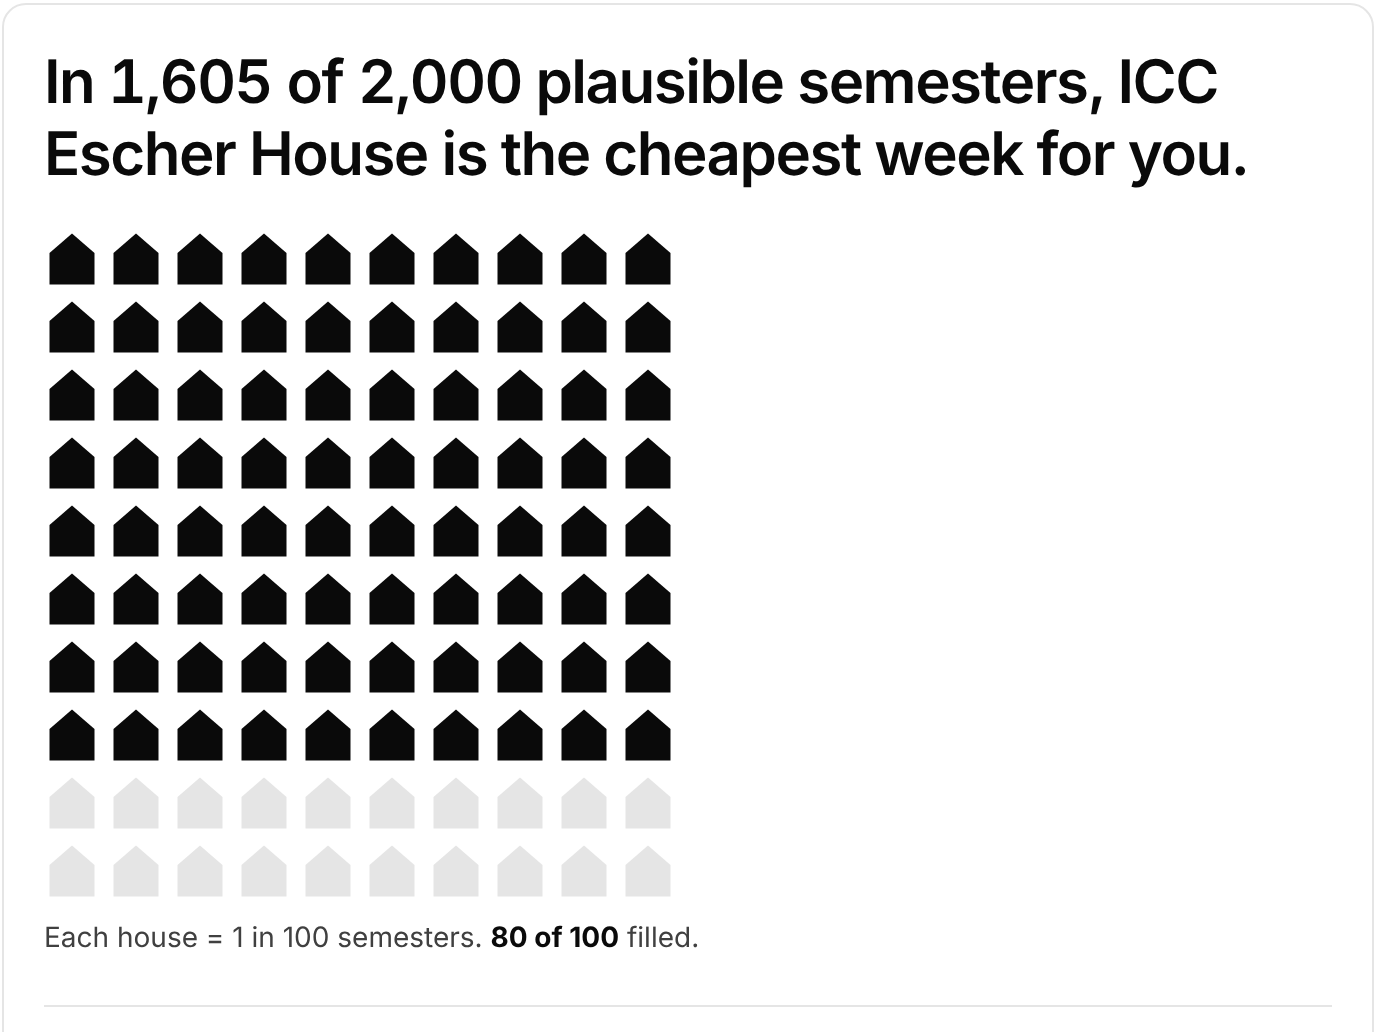 In 1,605 of 2,000 plausible semesters, ICC
Escher House is the cheapest week for you.
Each house = 1 in 100 semesters. 80 of 100 filled.